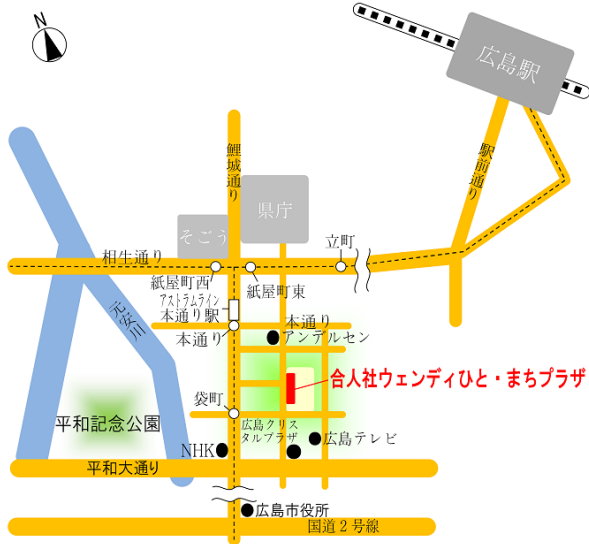 N
広島駅
鯉城通り
駅前通り
県庁
そごう
相生通り
立町
紙屋町西
紙屋町東
アストラムライン
本通り駅
本通り
本通り
アンデルセン
元安川
合人社ウェンディひと・まちプラザ
袋町
平和記念公園
広島クリス
タルプラザ
広島テレビ
NHK
平和大通り
広島市役所
国道2号線